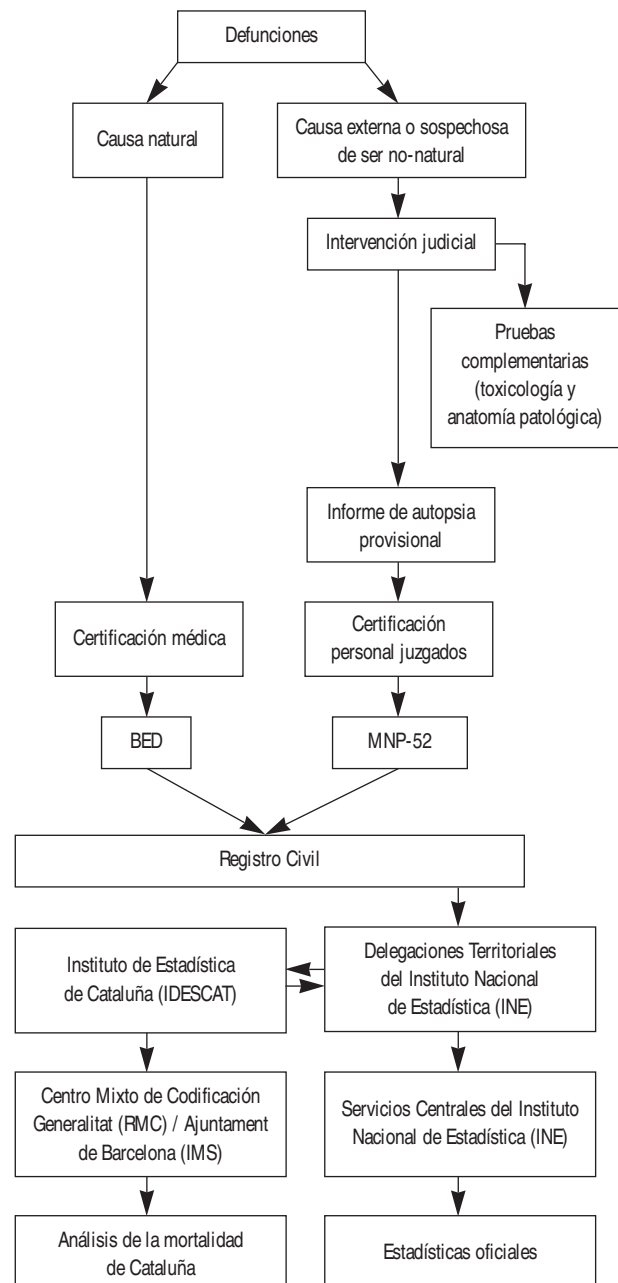 Defunciones
Causa natural
Causa externa o sospechosa
de ser no-natural
Intervención judicial
Pruebas
complementarias
(toxicología y
anatomía patológica)
Informe de autopsia
provisional
Certificación médica
Certificación
personal juzgados
BED
MNP-52
Registro Civil
Instituto de Estadística
de Cataluña (IDESCAT)
Delegaciones Territoriales
del Instituto Nacional
de Estadística (INE)
Centro Mixto de Codificación
Generalitat (RMC) / Ajuntament
de Barcelona (IMS)
Servicios Centrales del Instituto
Nacional de Estadística (INE)
Análisis de la mortalidad
de Cataluña
Estadísticas oficiales